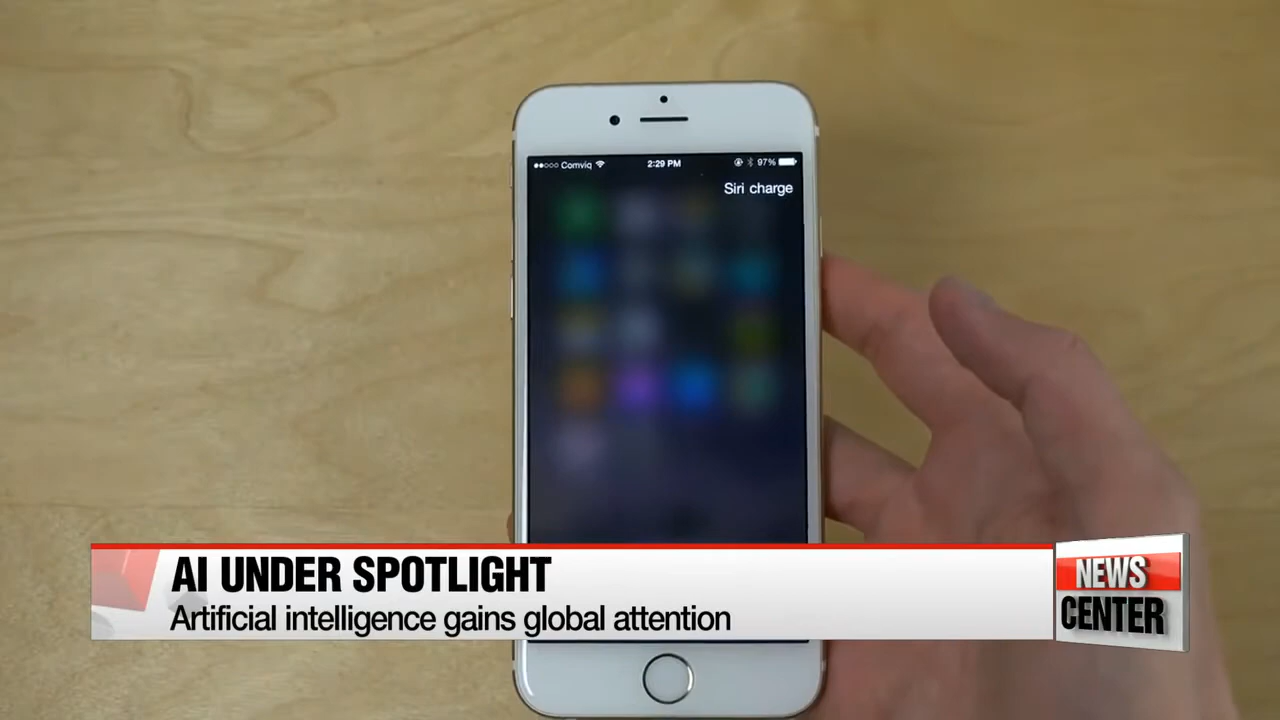 Comviq 2:29 PM 97%
Siri charge
AI UNDER SPOTLIGHT
Artificial intelligence gains global attention
NEWS
CENTER